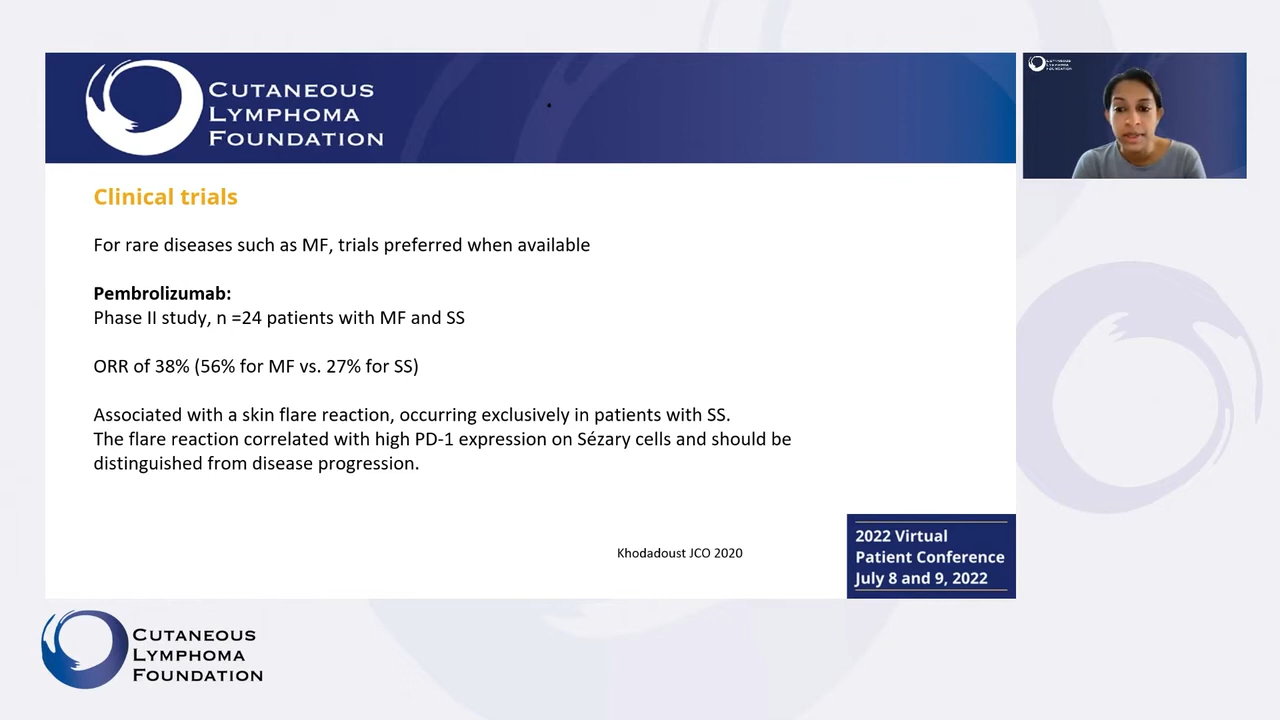 CUTANEOUS
LYMPHOMA
FOUNDATION
Clinical trials
For rare diseases such as MF, trials preferred when available
Pembrolizumab:
Phase II study, n =24 patients with MF and SS
ORR of 38% (56% for MF vs. 27% for SS)
Associated with a skin flare reaction, occurring exclusively in patients with SS.
The flare reaction correlated with high PD-1 expression on Sézary cells and should be
distinguished from disease progression.
Khodadoust JCO 2020
2022 Virtual
Patient Conference
July 8 and 9, 2022
CUTANEOUS
LYMPHOMA
FOUNDATION